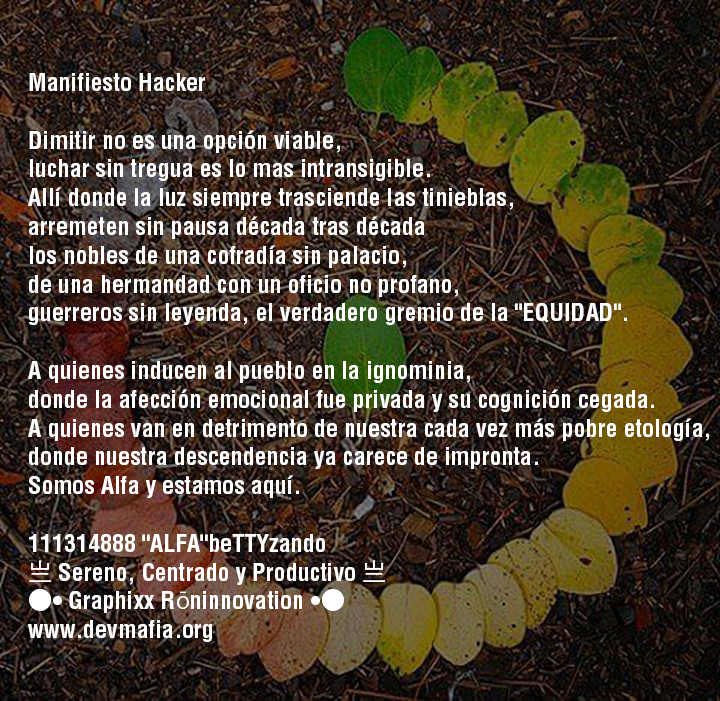 Manifiesto Hacker
Dimitir no es una opción viable,
luchar sin tregua es lo mas intransigible.
Allí donde la luz siempre trasciende las tinieblas,
arremeten sin pausa década tras década
los nobles de una cofradía sin palacio,
de una hermandad con un oficio no profano,
guerreros sin leyenda, el verdadero gremio de la "EQUIDAD".
A quienes inducen al pueblo en la ignominia,
donde la afección emocional fue privada y su cognición cegada.
A quienes van en detrimento de nuestra cada vez más pobre etología,
donde nuestra descendencia ya carece de impronta.
Somos Alfa y estamos aquí.
111314888 "ALFA"beTTYzando
亗 Sereno, Centrado y Productivo 亗
●• Graphixx Rōninnovation •●
www.devmafia.org